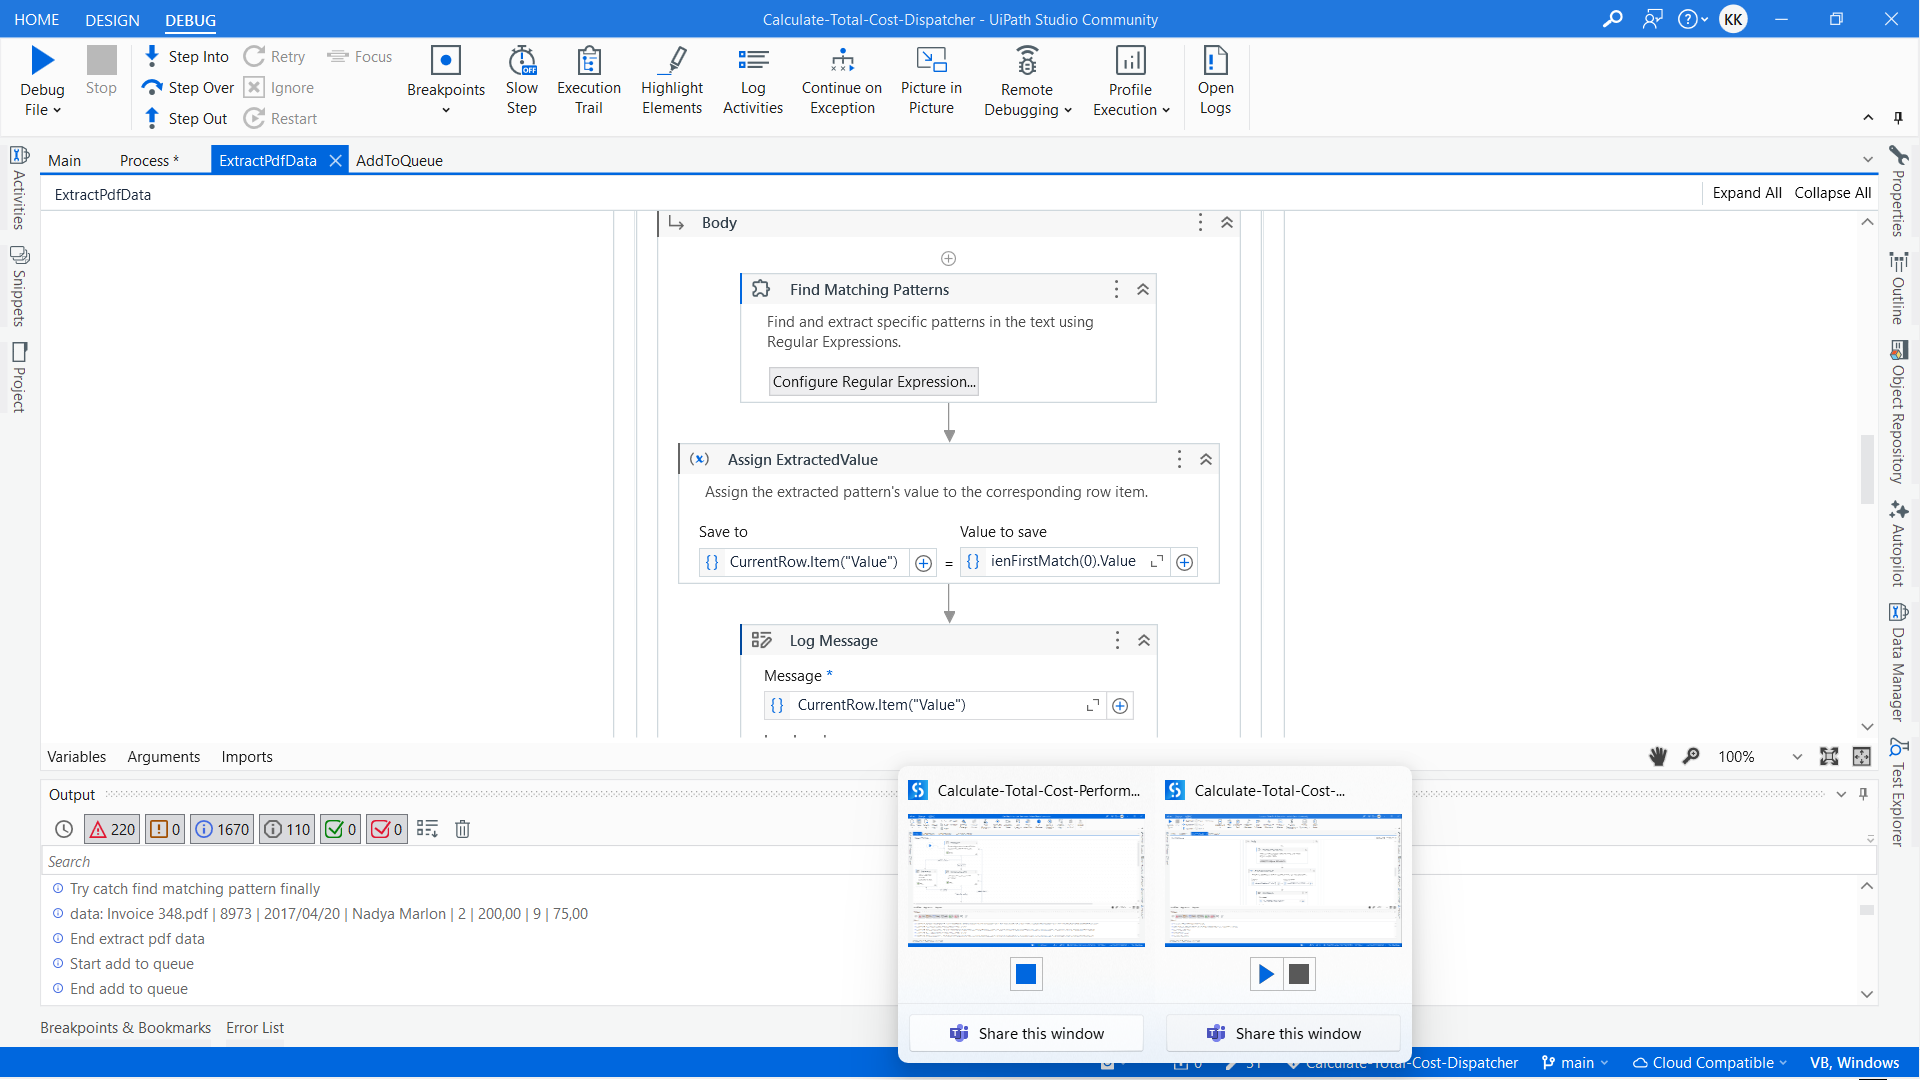 HOME DESIGN DEBUG
Calculate-Total-Cost-Dispatcher - UiPath Studio Community
KK
Debug File
Stop
Step Into
Step Over
Step Out
Retry
Ignore
Restart
Focus
Breakpoints
Slow Step
OFF
Execution Trail
Highlight Elements
Log Activities
Continue on Exception
Picture in Picture
Remote Debugging
Profile Execution
Open Logs
Main
Process *
ExtractPdfData
AddToQueue
ExtractPdfData
Expand All
Collapse All
Activities
Snippets
Project
Properties
Outline
Object Repository
Autopilot
Data Manager
Test Explorer
Body
Find Matching Patterns
Find and extract specific patterns in the text using
Regular Expressions.
Configure Regular Expression...
Assign ExtractedValue
Assign the extracted pattern's value to the corresponding row item.
Save to
Value to save
{} CurrentRow.Item("Value")
=
{} ienFirstMatch(0).Value
Log Message
Message *
{} CurrentRow.Item("Value")
Variables
Arguments
Imports
100%
Output
220
0
1670
110
0
0
Search
Try catch find matching pattern finally
data: Invoice 348.pdf | 8973 | 2017/04/20 | Nadya Marlon | 2 | 200,00 | 9 | 75,00
End extract pdf data
Start add to queue
End add to queue
Breakpoints & Bookmarks
Error List
Calculate-Total-Cost-Perform...
Calculate-Total-Cost-...
Share this window
Share this window
Calculate-Total-Cost-Dispatcher
main
Cloud Compatible
VB, Windows